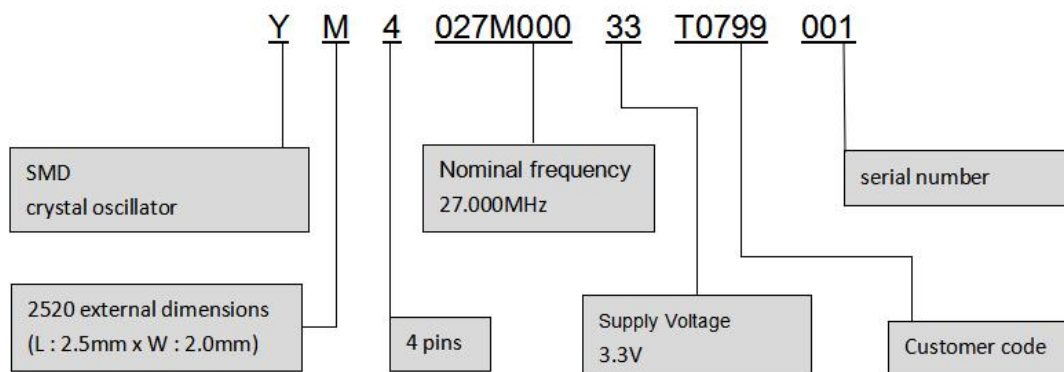 Y M 4 027M000 33 T0799 001
SMD
crystal oscillator
Nominal frequency
27.000MHz
serial number
2520 external dimensions
(L : 2.5mm x W : 2.0mm)
4 pins
Supply Voltage
3.3V
Customer code